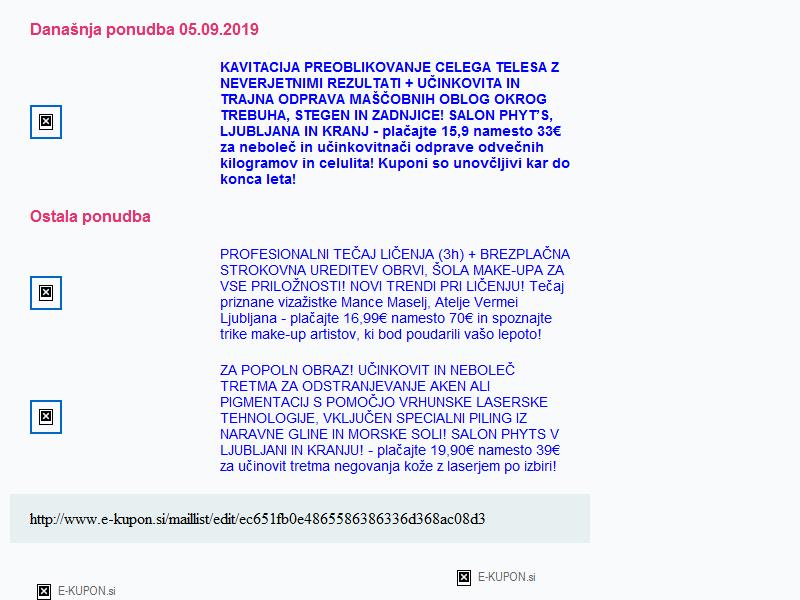 Današnja ponudba 05.09.2019
KAVITACIJA PREOBLIKOVANJE CELEGA TELESA Z
NEVERJETNIMI REZULTATI + UČINKOVITA IN
TRAJNA ODPRAVA MAŠČOBNIH OBLOG OKROG
TREBUHA, STEGEN IN ZADNJICE! SALON PHYT'S,
LJUBLJANA IN KRANJ - plačajte 15,9 namesto 33€
za neboleč in učinkovitnači odprave odvečnih
kilogramov in celulita! Kuponi so unovčljivi kar do
konca leta!
Ostala ponudba
PROFESIONALNI TEČAJ LIČENJA (3h) + BREZPLAČNA
STROKOVNA UREDITEV OBRVI, ŠOLA MAKE-UPA ZA
VSE PRILOŽNOSTI! NOVI TRENDI PRI LIČENJU! Tečaj
priznane vizažistke Mance Maselj, Atelje Vermei
Ljubljana - plačajte 16,99€ namesto 70€ in spoznajte
trike make-up artistov, ki bod poudarili vašo lepoto!
ZA POPOLN OBRAZ! UČINKOVIT IN NEBOLEČ
TRETMA ZA ODSTRANJEVANJE AKEN ALI
PIGMENTACIJ S POMOČJO VRHUNSKE LASERSKE
TEHNOLOGIJE, VKLJUČEN SPECIALNI PILING IZ
NARAVNE GLINE IN MORSKE SOLI! SALON PHYTS V
LJUBLJANI IN KRANJU! - plačajte 19,90€ namesto 39€
za učinovit tretma negovanja kože z laserjem po izbiri!
http://www.e-kupon.si/maillist/edit/ec651fb0e4865586386336d368ac08d3
E-KUPON.si
E-KUPON.si